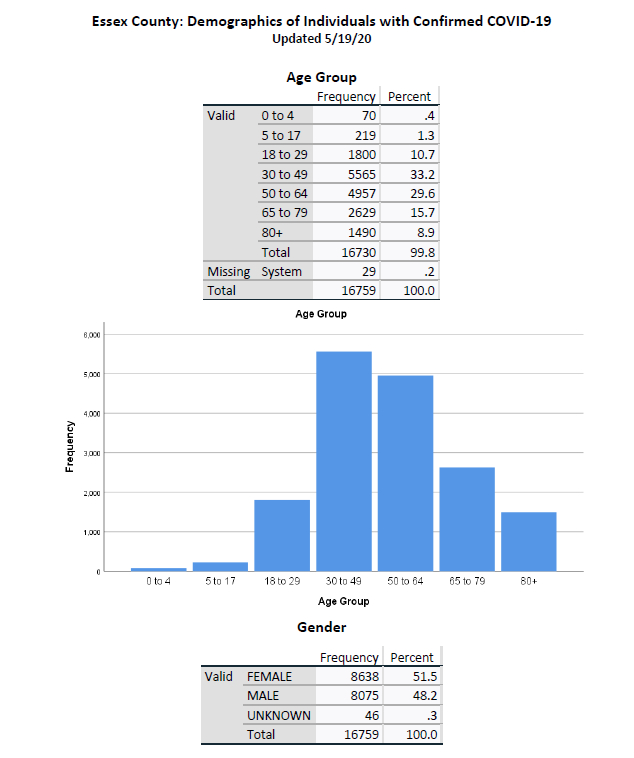 Essex County: Demographics of Individuals with Confirmed COVID-19
Updated 5/19/20
Age Group
Frequency Percent
Valid 0 to 4 70 .4
5 to 17 219 1.3
18 to 29 1800 10.7
30 to 49 5565 33.2
50 to 64 4957 29.6
65 to 79 2629 15.7
80+ 1490 8.9
Total 16730 99.8
Missing System 29 .2
Total 16759 100.0
Age Group
6,000
5,000
4,000
3,000
2,000
1,000
0
Frequency
0 to 4 5 to 17 18 to 29 30 to 49 50 to 64 65 to 79 80+
Age Group
Gender
Frequency Percent
Valid FEMALE 8638 51.5
MALE 8075 48.2
UNKNOWN 46 .3
Total 16759 100.0